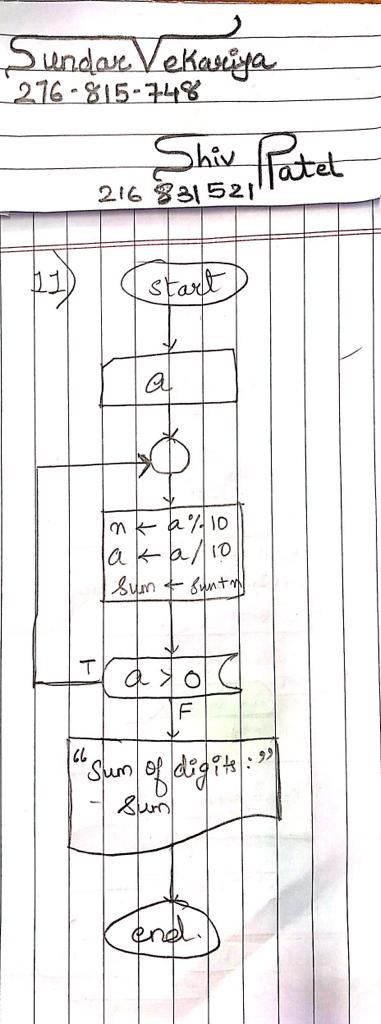 Sundar Vekariya
276-815-748
Shiv Patel
216 831521
11)
start
a
n ← a % 10
a ← a / 10
Sum ← Sun+n
T
a > 0
F
"Sum of digits :"
- Sum
end.